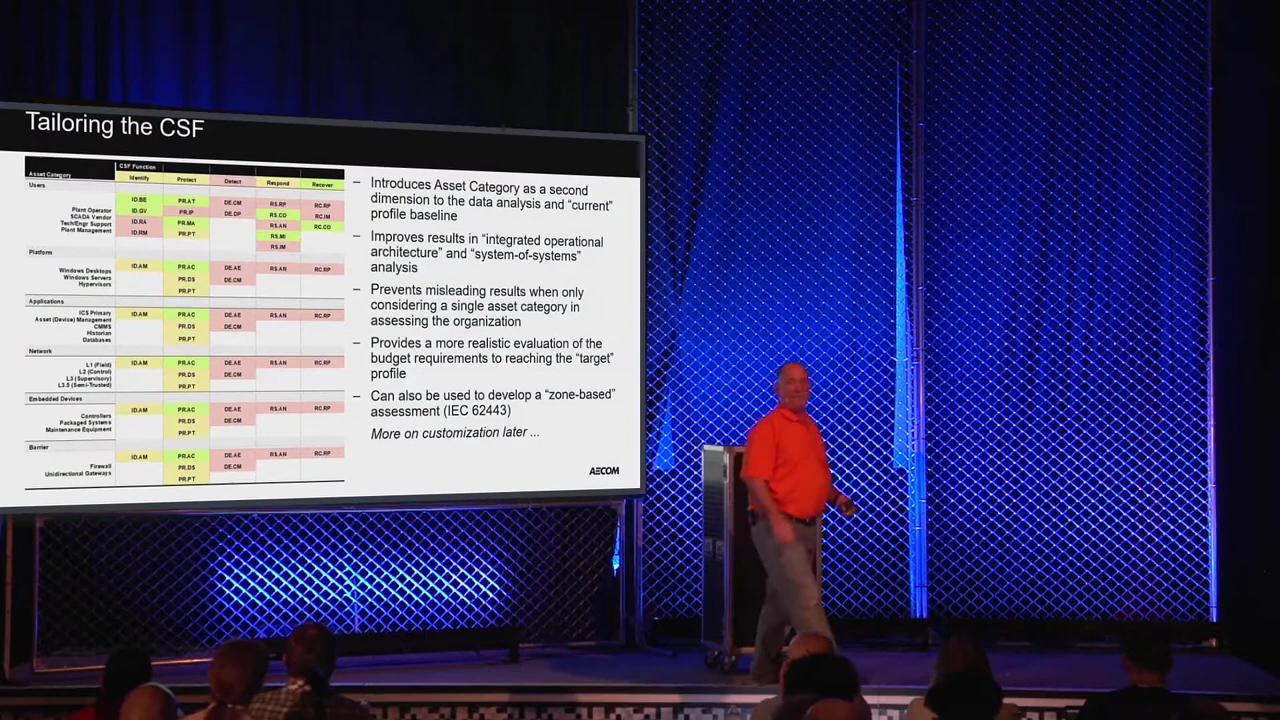 Tailoring the CSF
CSF Function
Asset Category Identify Protect Detect Respond Recover
Users
Plant Operator
SCADA Vendor
Tech/Engr Support
Plant Management
ID.BE PR.AT DE.CM RS.RP RC.RP
ID.GV PR.IP DE.DP RS.CO RC.IM
ID.RA PR.MA RS.AN RC.CO
ID.RM PR.PT RS.MI
RS.IM
Platform
Windows Desktops
Windows Servers
Hypervisors
ID.AM PR.AC DE.AE RS.AN RC.RP
PR.DS DE.CM
PR.PT
Applications
ICS Primary
Asset (Device) Management
CMMS
Historian
Databases
ID.AM PR.AC DE.AE RS.AN RC.RP
PR.DS DE.CM
PR.PT
Network
L1 (Field)
L2 (Control)
L3 (Supervisory)
L3.5 (Semi-Trusted)
ID.AM PR.AC DE.AE RS.AN RC.RP
PR.DS DE.CM
PR.PT
Embedded Devices
Controllers
Packaged Systems
Maintenance Equipment
ID.AM PR.AC DE.AE RS.AN RC.RP
PR.DS DE.CM
PR.PT
Barrier
Firewall
Unidirectional Gateways
ID.AM PR.AC DE.AE RS.AN RC.RP
PR.DS DE.CM
PR.PT
– Introduces Asset Category as a second
dimension to the data analysis and “current”
profile baseline
– Improves results in “integrated operational
architecture” and “system-of-systems”
analysis
– Prevents misleading results when only
considering a single asset category in
assessing the organization
– Provides a more realistic evaluation of the
budget requirements to reaching the “target”
profile
– Can also be used to develop a “zone-based”
assessment (IEC 62443)
More on customization later ...
AECOM